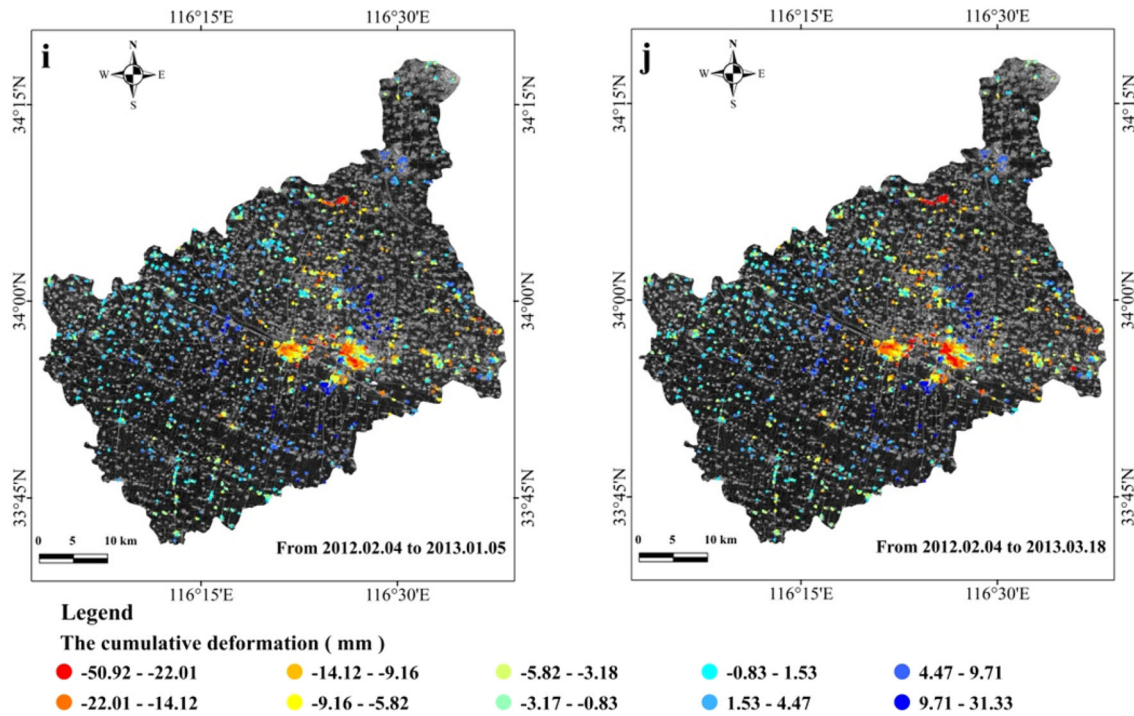 116°15'E 116°30'E 116°15'E 116°30'E
i j
N N
W E W E
S S
34°15'N 34°15'N 34°15'N 34°15'N
34°00'N 34°00'N 34°00'N 34°00'N
33°45'N 33°45'N 33°45'N 33°45'N
0 5 10 km 0 5 10 km
From 2012.02.04 to 2013.01.05 From 2012.02.04 to 2013.03.18
116°15'E 116°30'E 116°15'E 116°30'E
Legend
The cumulative deformation ( mm )
-50.92 - -22.01 -14.12 - -9.16 -5.82 - -3.18 -0.83 - 1.53 4.47 - 9.71
-22.01 - -14.12 -9.16 - -5.82 -3.17 - -0.83 1.53 - 4.47 9.71 - 31.33